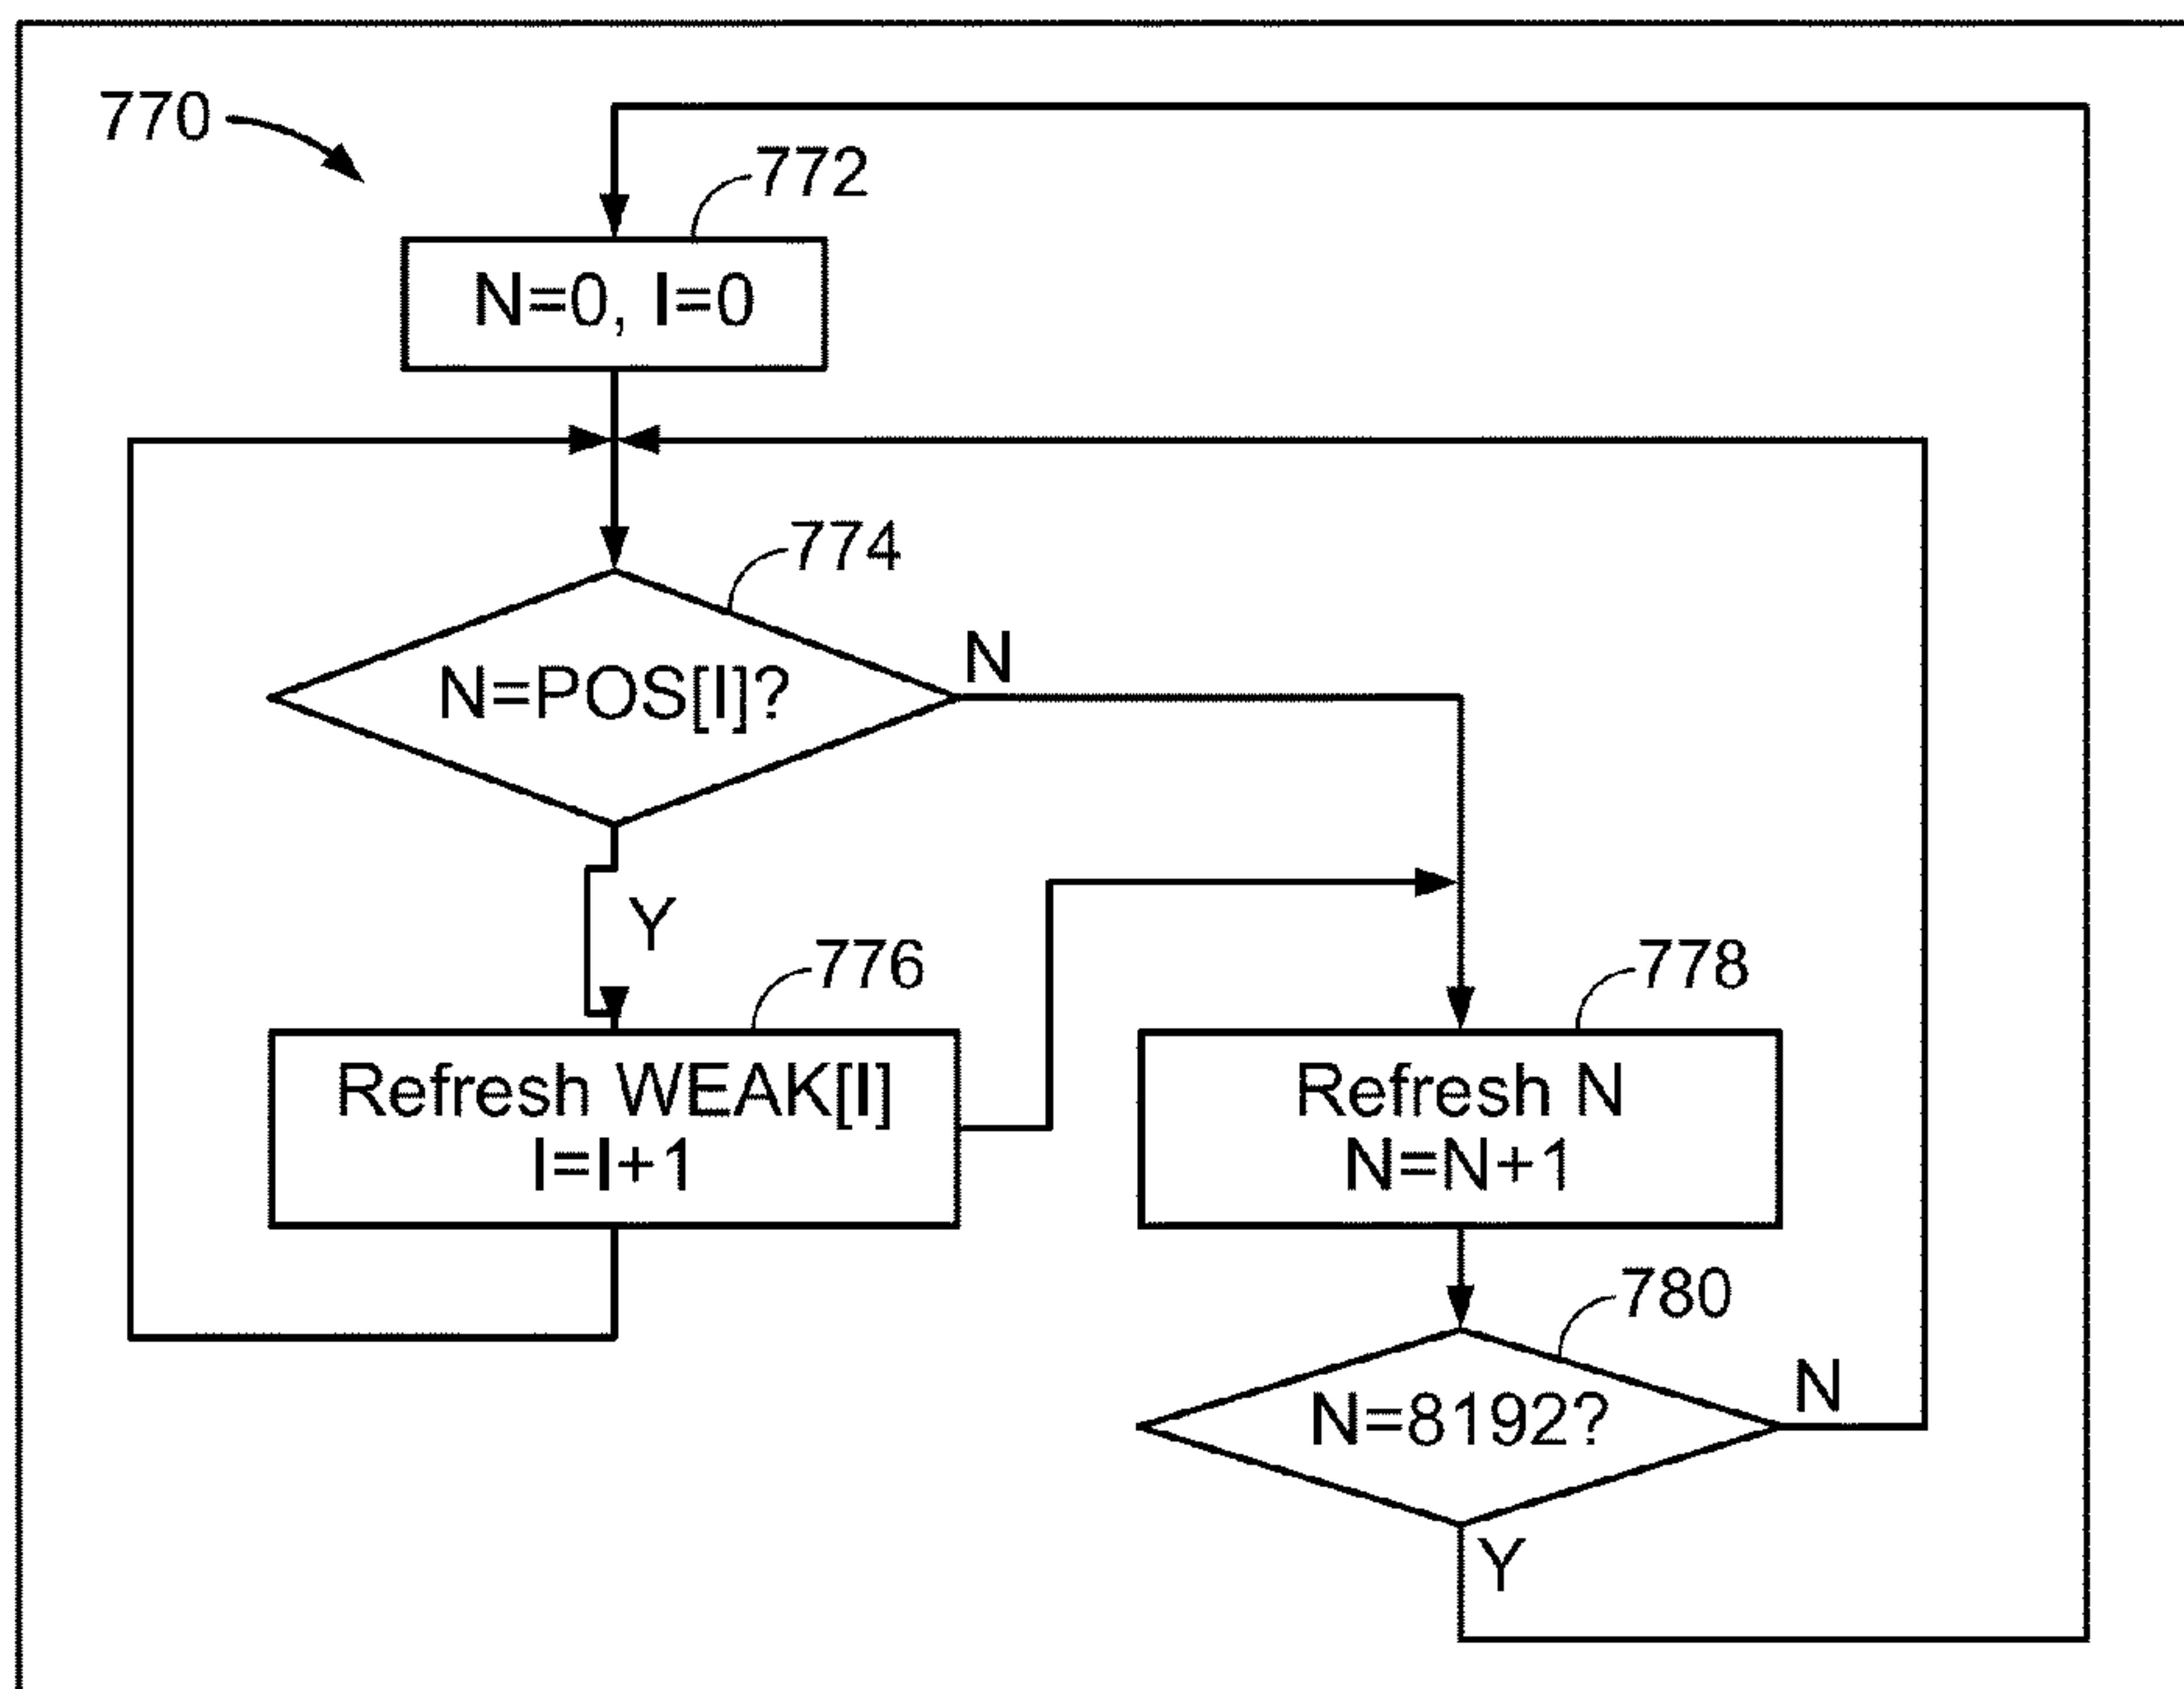 770
772
N=0, I=0
774
N=POS[I]?
N
Y
776
Refresh WEAK[I]
I=I+1
778
Refresh N
N=N+1
780
N=8192?
N
Y